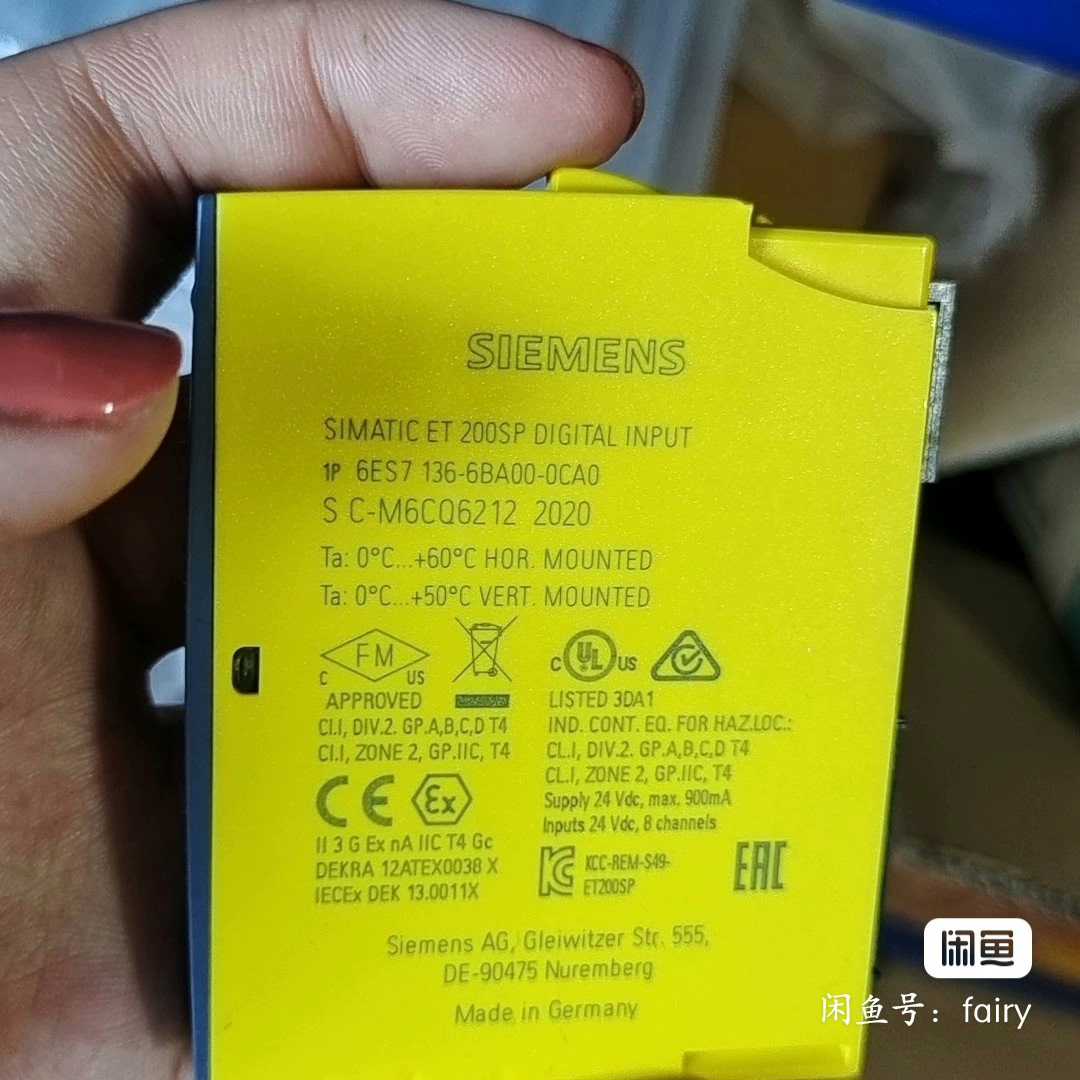 SIEMENS
SIMATIC ET 200SP DIGITAL INPUT
1P 6ES7 136-6BA00-0CA0
S C-M6CQ6212 2020
Ta: 0°C...+60°C HOR. MOUNTED
Ta: 0°C...+50°C VERT. MOUNTED
C FM US
APPROVED
CI.I, DIV.2. GP.A,B,C,D T4
CI.I, ZONE 2, GP.IIC, T4
C UL US
LISTED 3DA1
IND. CONT. EQ. FOR HAZ.LOC.:
CL.I, DIV.2. GP.A,B,C,D T4
CL.I, ZONE 2, GP.IIC, T4
Supply 24 Vdc, max. 900mA
Inputs 24 Vdc, 8 channels
CE Ex
II 3 G Ex nA IIC T4 Gc
DEKRA 12ATEX0038 X
IECEx DEK 13.0011X
KCC-REM-S49-
ET200SP
EAC
Siemens AG, Gleiwitzer Str. 555,
DE-90475 Nuremberg
Made in Germany
闲鱼
闲鱼号：fairy